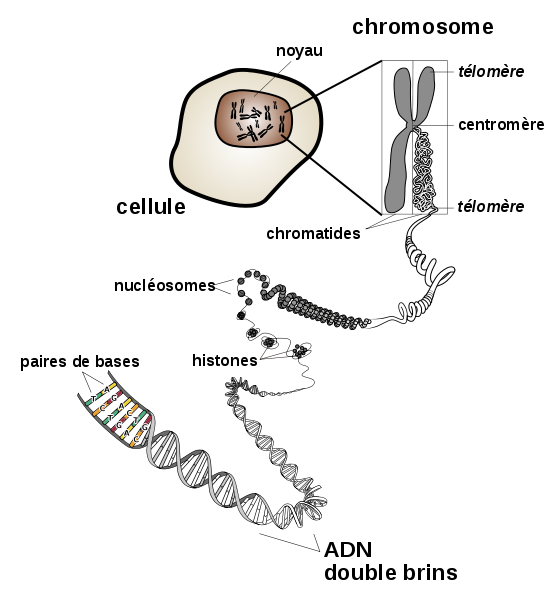 chromosome
noyau
télomère
centromère
cellule
télomère
chromatides
nucléosomes
histones
paires de bases
ADN
double brins